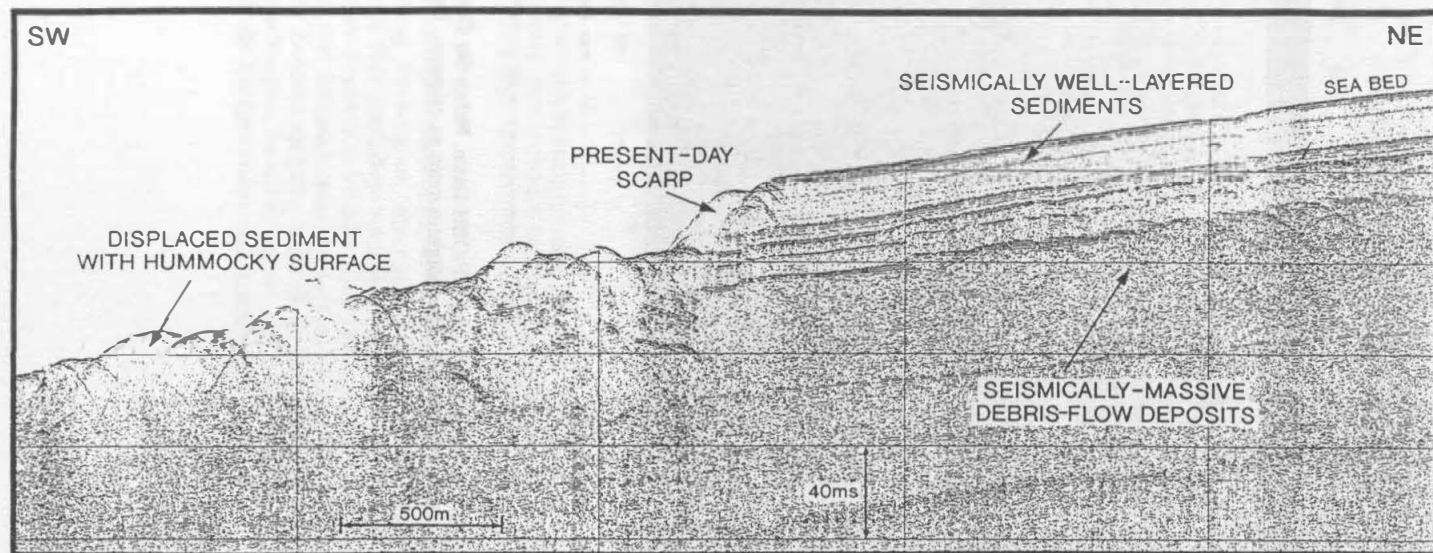 SW
NE
SEISMICALLY WELL--LAYERED
SEDIMENTS
SEA BED
PRESENT-DAY
SCARP
DISPLACED SEDIMENT
WITH HUMMOCKY SURFACE
SEISMICALLY-MASSIVE
DEBRIS-FLOW DEPOSITS
40ms
500m